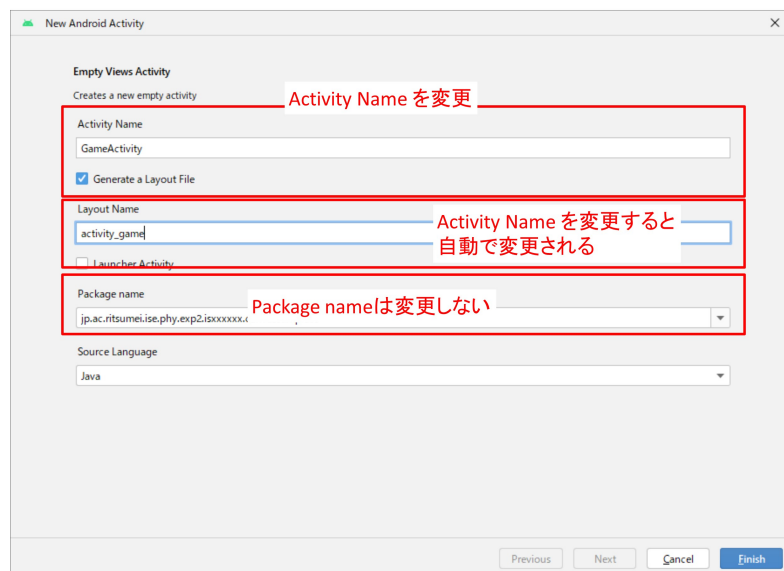 New Android Activity
Empty Views Activity
Creates a new empty activity
Activity Name を変更
Activity Name
GameActivity
Generate a Layout File
Layout Name
Activity Name を変更すると
自動で変更される
activity_game
Launcher Activity
Package name
Package nameは変更しない
jp.ac.ritsumei.ise.phy.exp2.isxxxxxx.
Source Language
Java
Previous
Next
Cancel
Finish